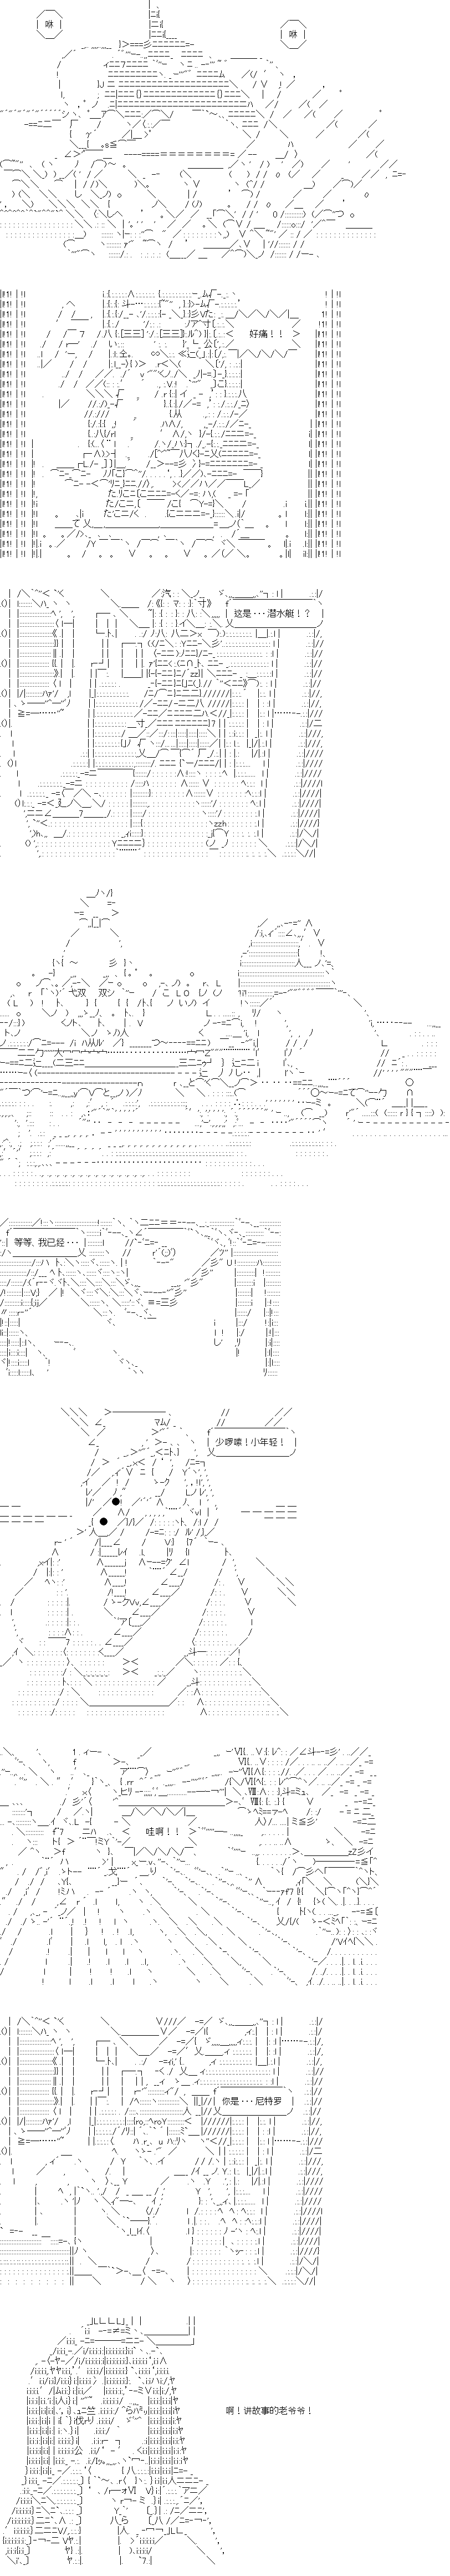 咻
咻
好痛！！
这是・・・潜水艇！？
等等, 我已经・・・
少啰嗦！小年轻！
哇啊！！
你是・・・尼特罗
啊！讲故事的老爷爷！